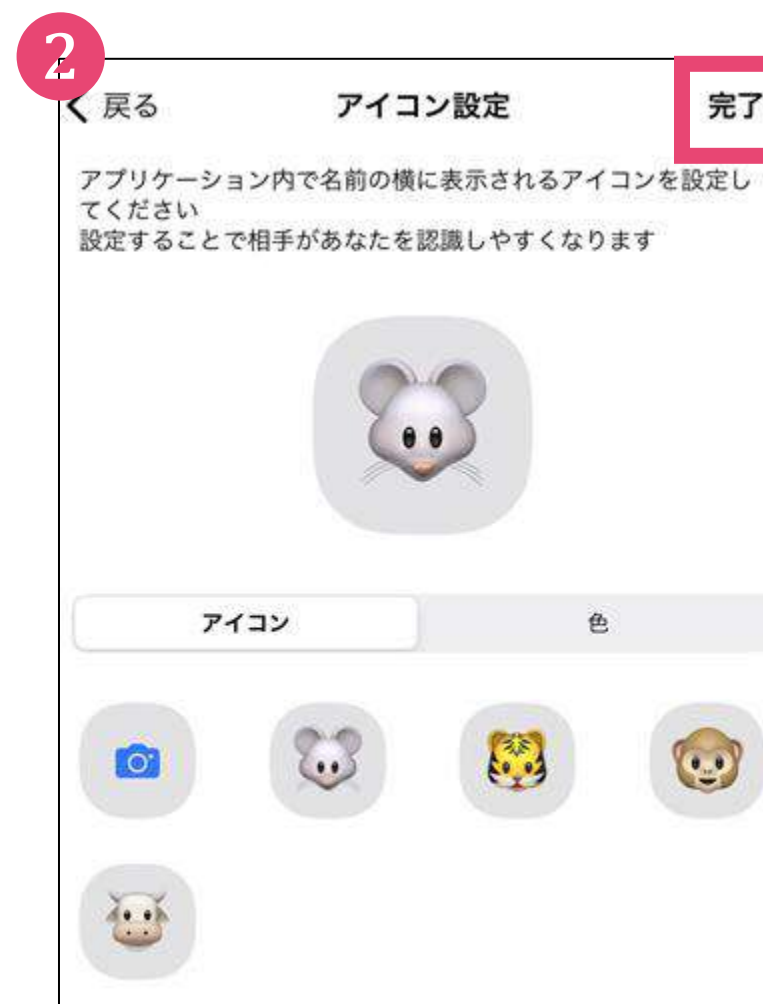 2
戻る
アイコン設定
完了
アプリケーション内で名前の横に表示されるアイコンを設定し
てください
設定することで相手があなたを認識しやすくなります
アイコン
色